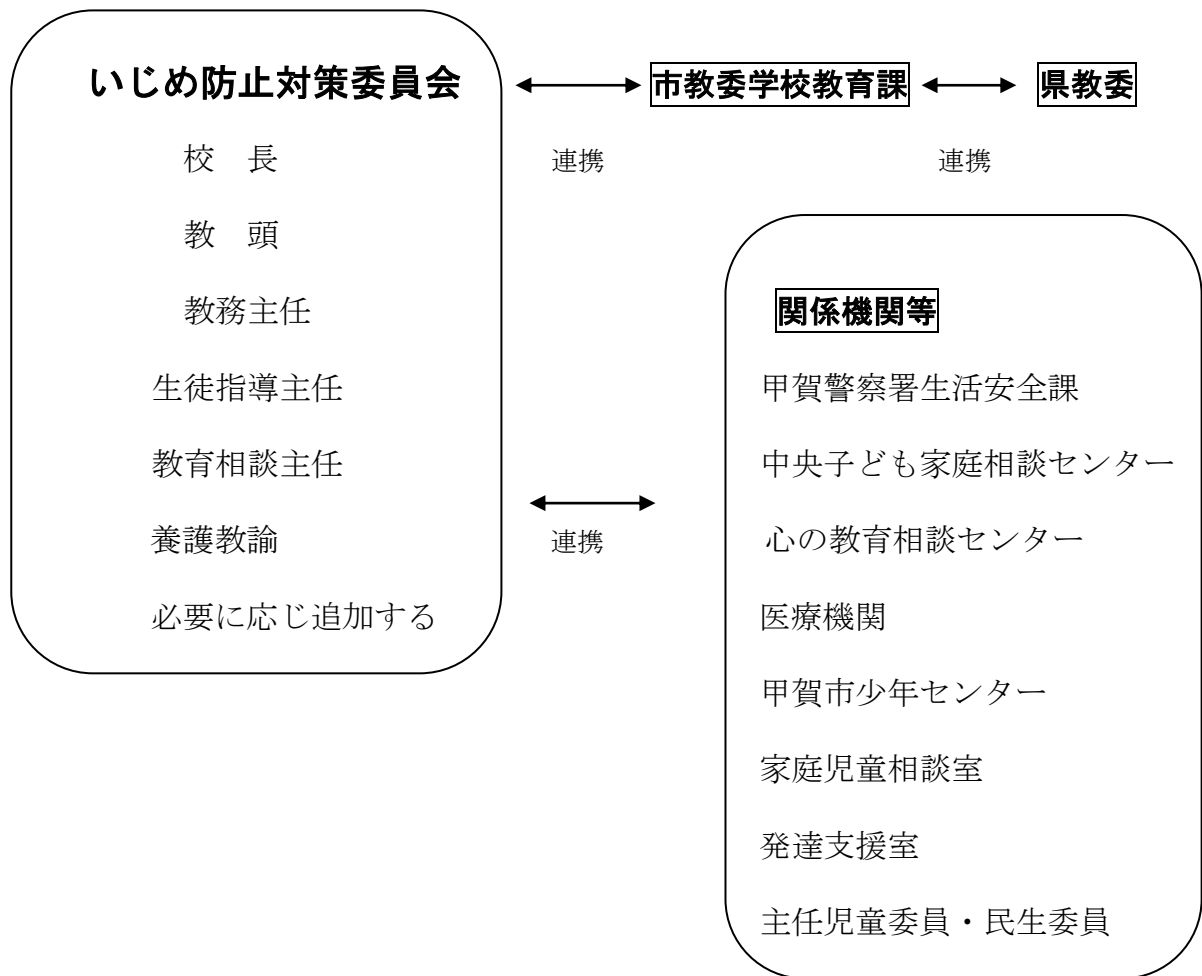 いじめ防止対策委員会
校　長
教　頭
教務主任
生徒指導主任
教育相談主任
養護教諭
必要に応じ追加する
連携
市教委学校教育課
連携
県教委
連携
関係機関等
甲賀警察署生活安全課
中央子ども家庭相談センター
心の教育相談センター
医療機関
甲賀市少年センター
家庭児童相談室
発達支援室
主任児童委員・民生委員